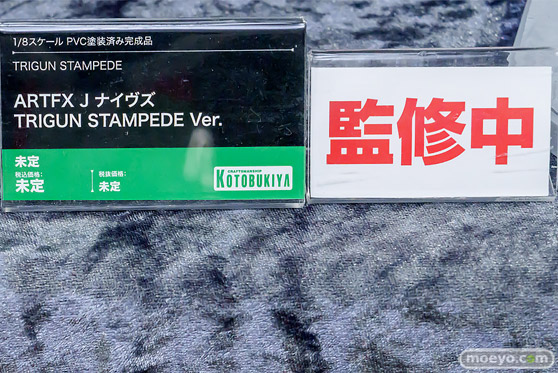 1/8スケール PVC塗装済み完成品
TRIGUN STAMPEDE
ARTFX J ナイヴズ
TRIGUN STAMPEDE Ver.
未定
税込価格:
未定
税抜価格:
未定
CRAFTSMANSHIP
KOTOBUKIYA
監修中
moeyo.com